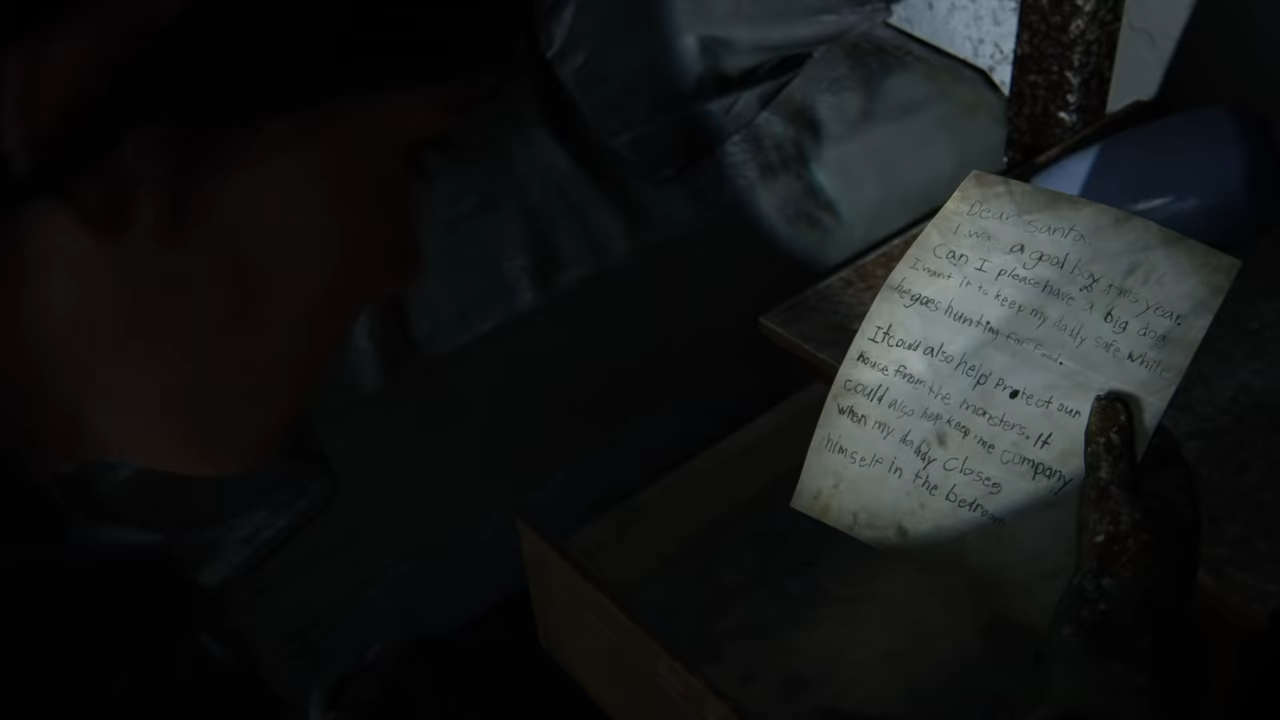 Dear Santa,
I was a good boy this year.
Can I please have a big dog
I want it to keep my daddy safe while
he goes hunting for food.
It could also help protect our
house from the monsters. It
could also help keep me company
when my daddy Closes
himself in the bedroom